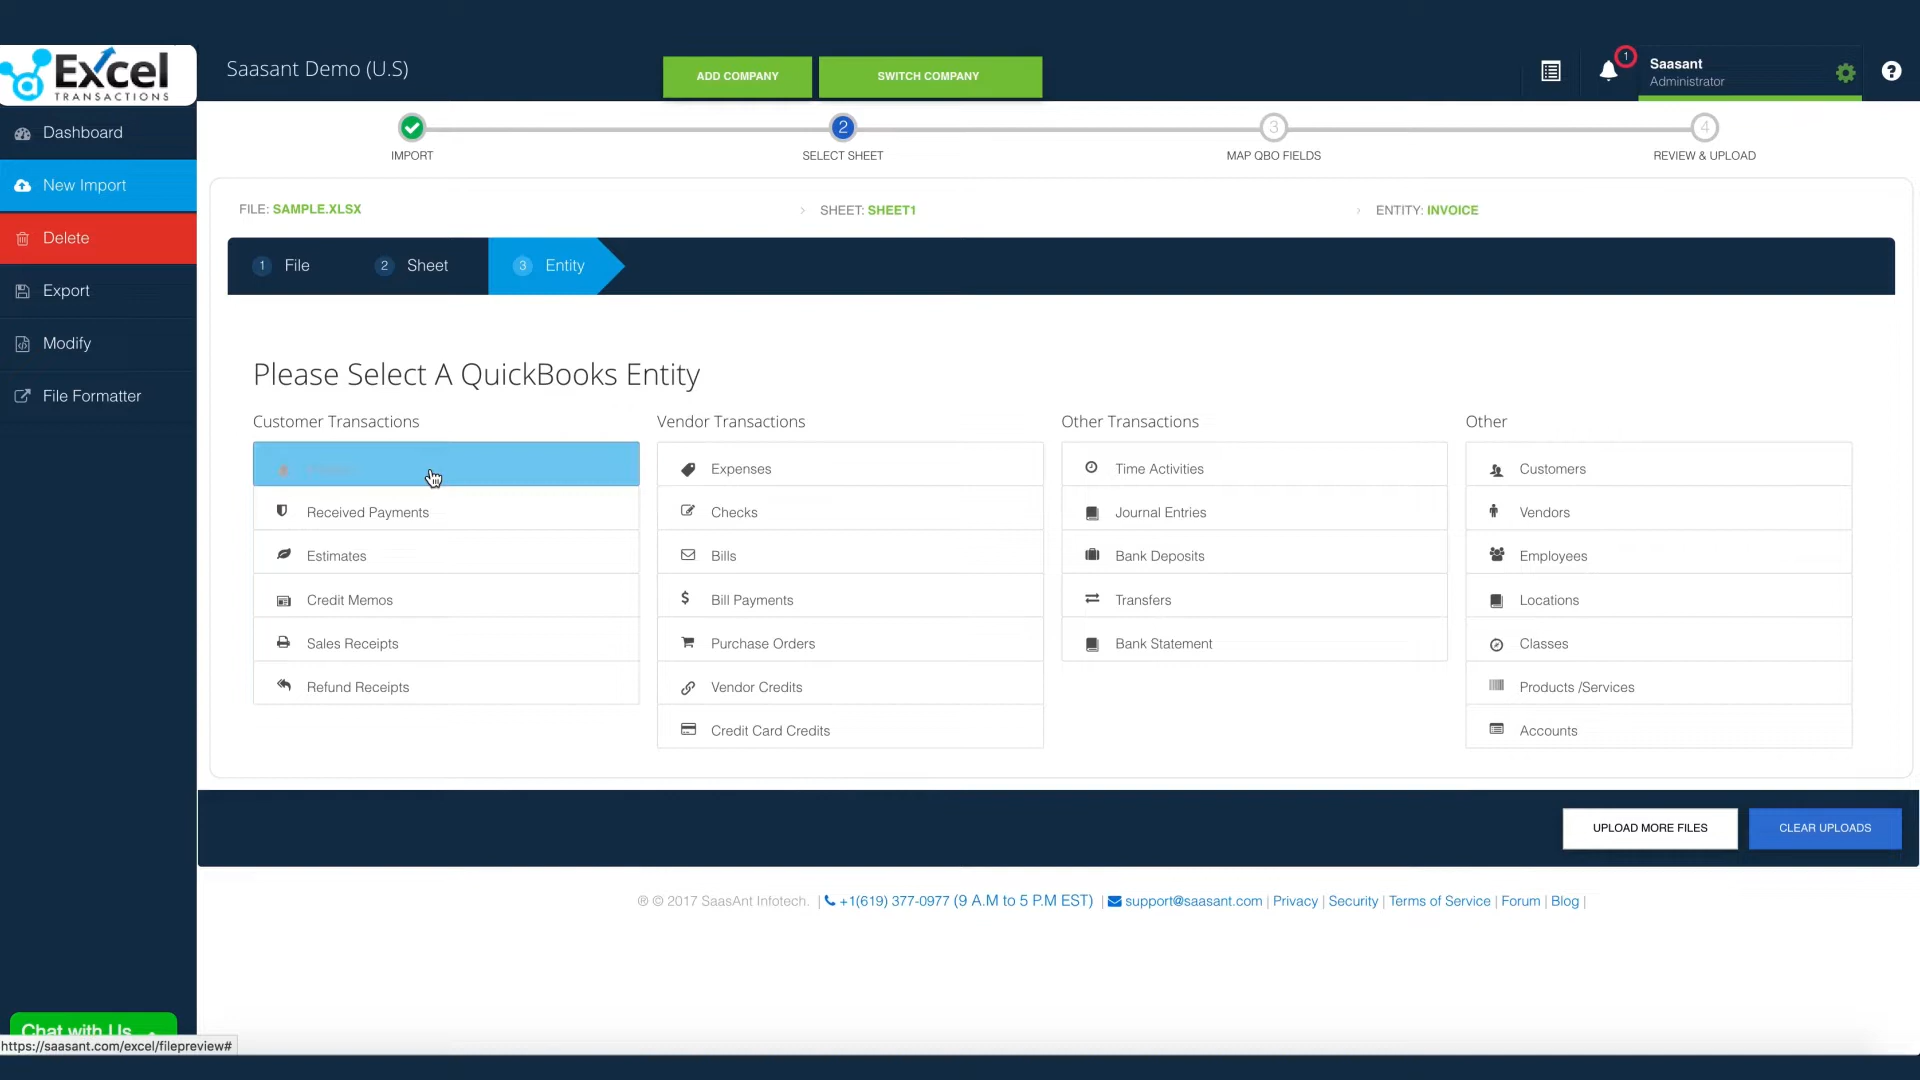 Excel
TRANSACTIONS
Saasant Demo (U.S)
ADD COMPANY
SWITCH COMPANY
1
Saasant
Administrator
?
Dashboard
New Import
Delete
Export
Modify
File Formatter
2
3
4
IMPORT
SELECT SHEET
MAP QBO FIELDS
REVIEW & UPLOAD
FILE: SAMPLE.XLSX
› SHEET: SHEET1
› ENTITY: INVOICE
1 File
2 Sheet
3 Entity
Please Select A QuickBooks Entity
Customer Transactions
Received Payments
Estimates
Credit Memos
Sales Receipts
Refund Receipts
Vendor Transactions
Expenses
Checks
Bills
Bill Payments
Purchase Orders
Vendor Credits
Credit Card Credits
Other Transactions
Time Activities
Journal Entries
Bank Deposits
Transfers
Bank Statement
Other
Customers
Vendors
Employees
Locations
Classes
Products /Services
Accounts
UPLOAD MORE FILES
CLEAR UPLOADS
® © 2017 SaasAnt Infotech. | +1(619) 377-0977 (9 A.M to 5 P.M EST) | support@saasant.com | Privacy | Security | Terms of Service | Forum | Blog |
Chat with Us
https://saasant.com/excel/filepreview#